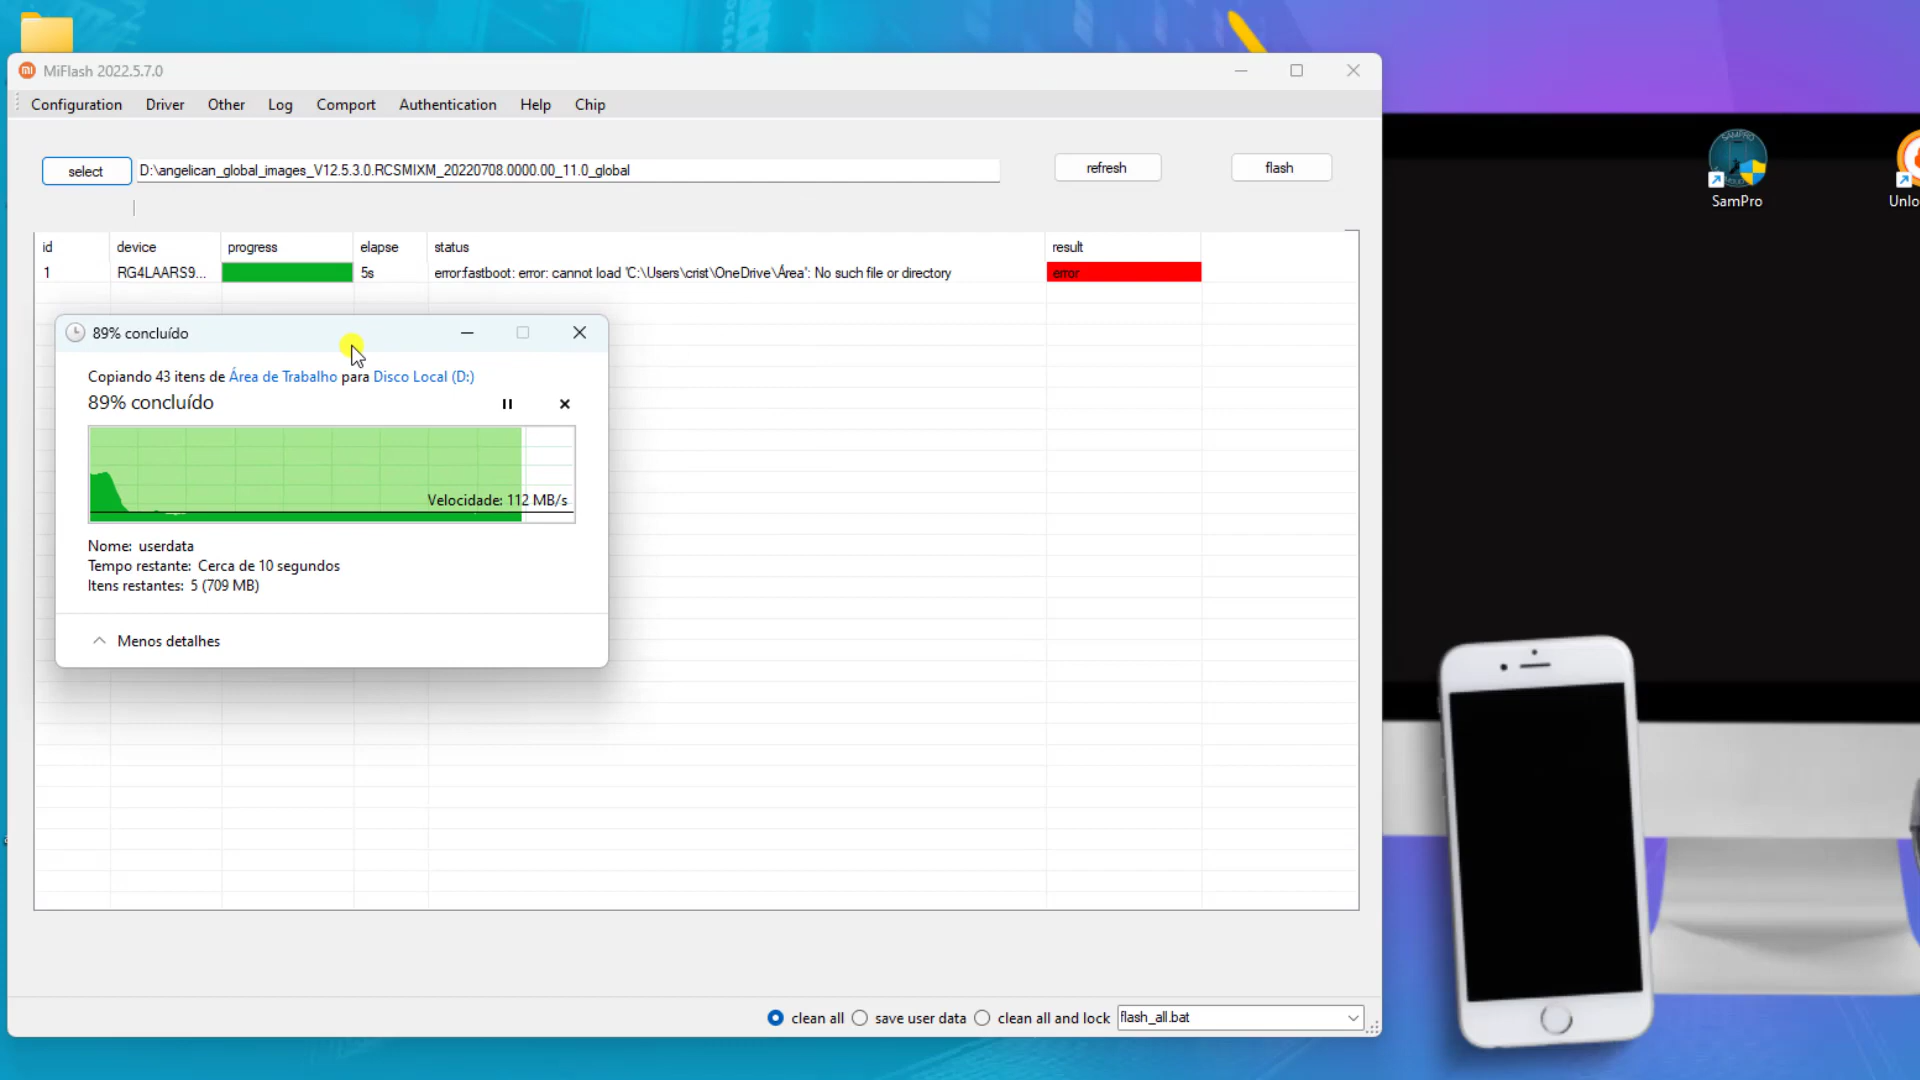 MiFlash 2022.5.7.0
Configuration Driver Other Log Comport Authentication Help Chip
select D:\angelican_global_images_V12.5.3.0.RCSMIXM_20220708.0000.00_11.0_global refresh flash
id device progress elapse status result
1 RG4LAARS9... 5s error:fastboot: error: cannot load 'C:\Users\crist\OneDrive\Área': No such file or directory error
89% concluído
Copiando 43 itens de Área de Trabalho para Disco Local (D:)
89% concluído
Velocidade: 112 MB/s
Nome: userdata
Tempo restante: Cerca de 10 segundos
Itens restantes: 5 (709 MB)
Menos detalhes
clean all save user data clean all and lock flash_all.bat
SAMPRO
SamPro
Unlo